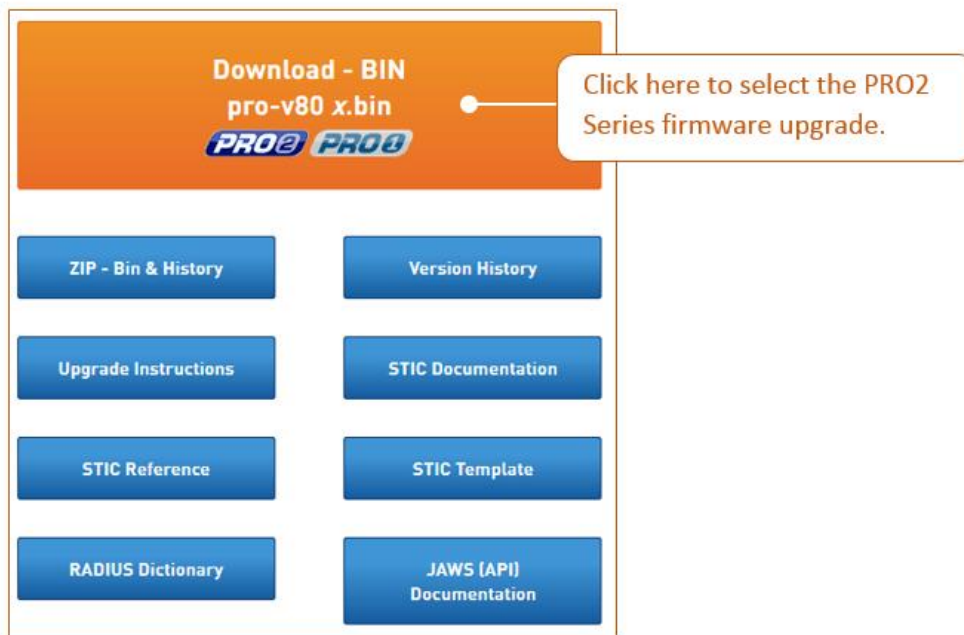 Download - BIN
pro-v80 x.bin
PRO2 PRO1
Click here to select the PRO2
Series firmware upgrade.
ZIP - Bin & History
Version History
Upgrade Instructions
STIC Documentation
STIC Reference
STIC Template
RADIUS Dictionary
JAWS (API)
Documentation